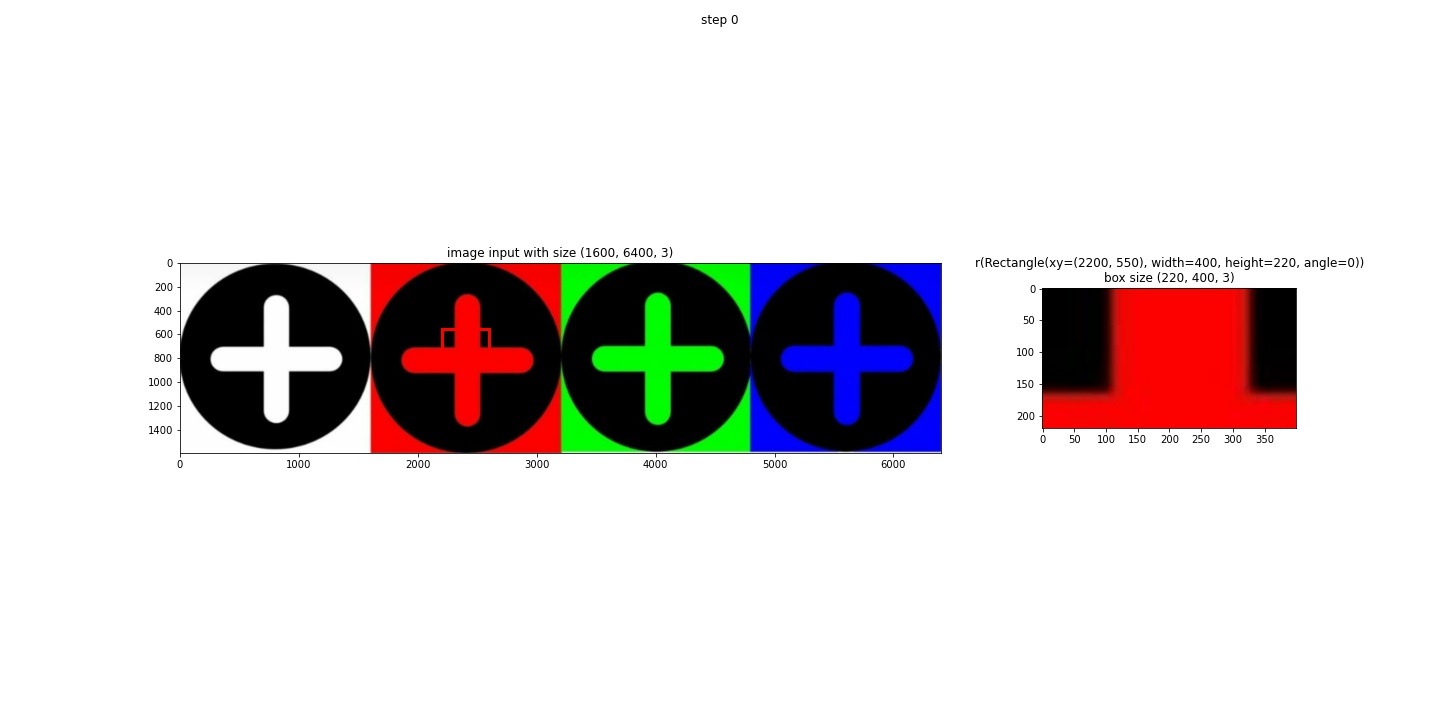 step 0
image input with size (1600, 6400, 3)
0
200
400
600
800
1000
1200
1400
0 1000 2000 3000 4000 5000 6000
r(Rectangle(xy=(2200, 550), width=400, height=220, angle=0))
box size (220, 400, 3)
0
50
100
150
200
0 50 100 150 200 250 300 350